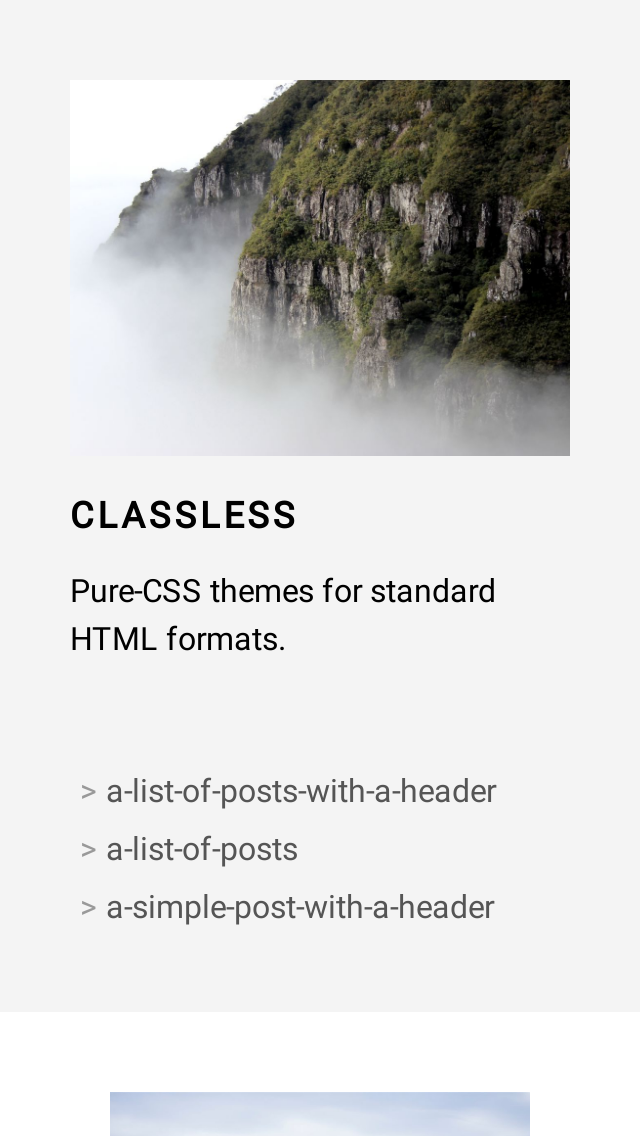 CLASSLESS
Pure-CSS themes for standard
HTML formats.
> a-list-of-posts-with-a-header
> a-list-of-posts
> a-simple-post-with-a-header